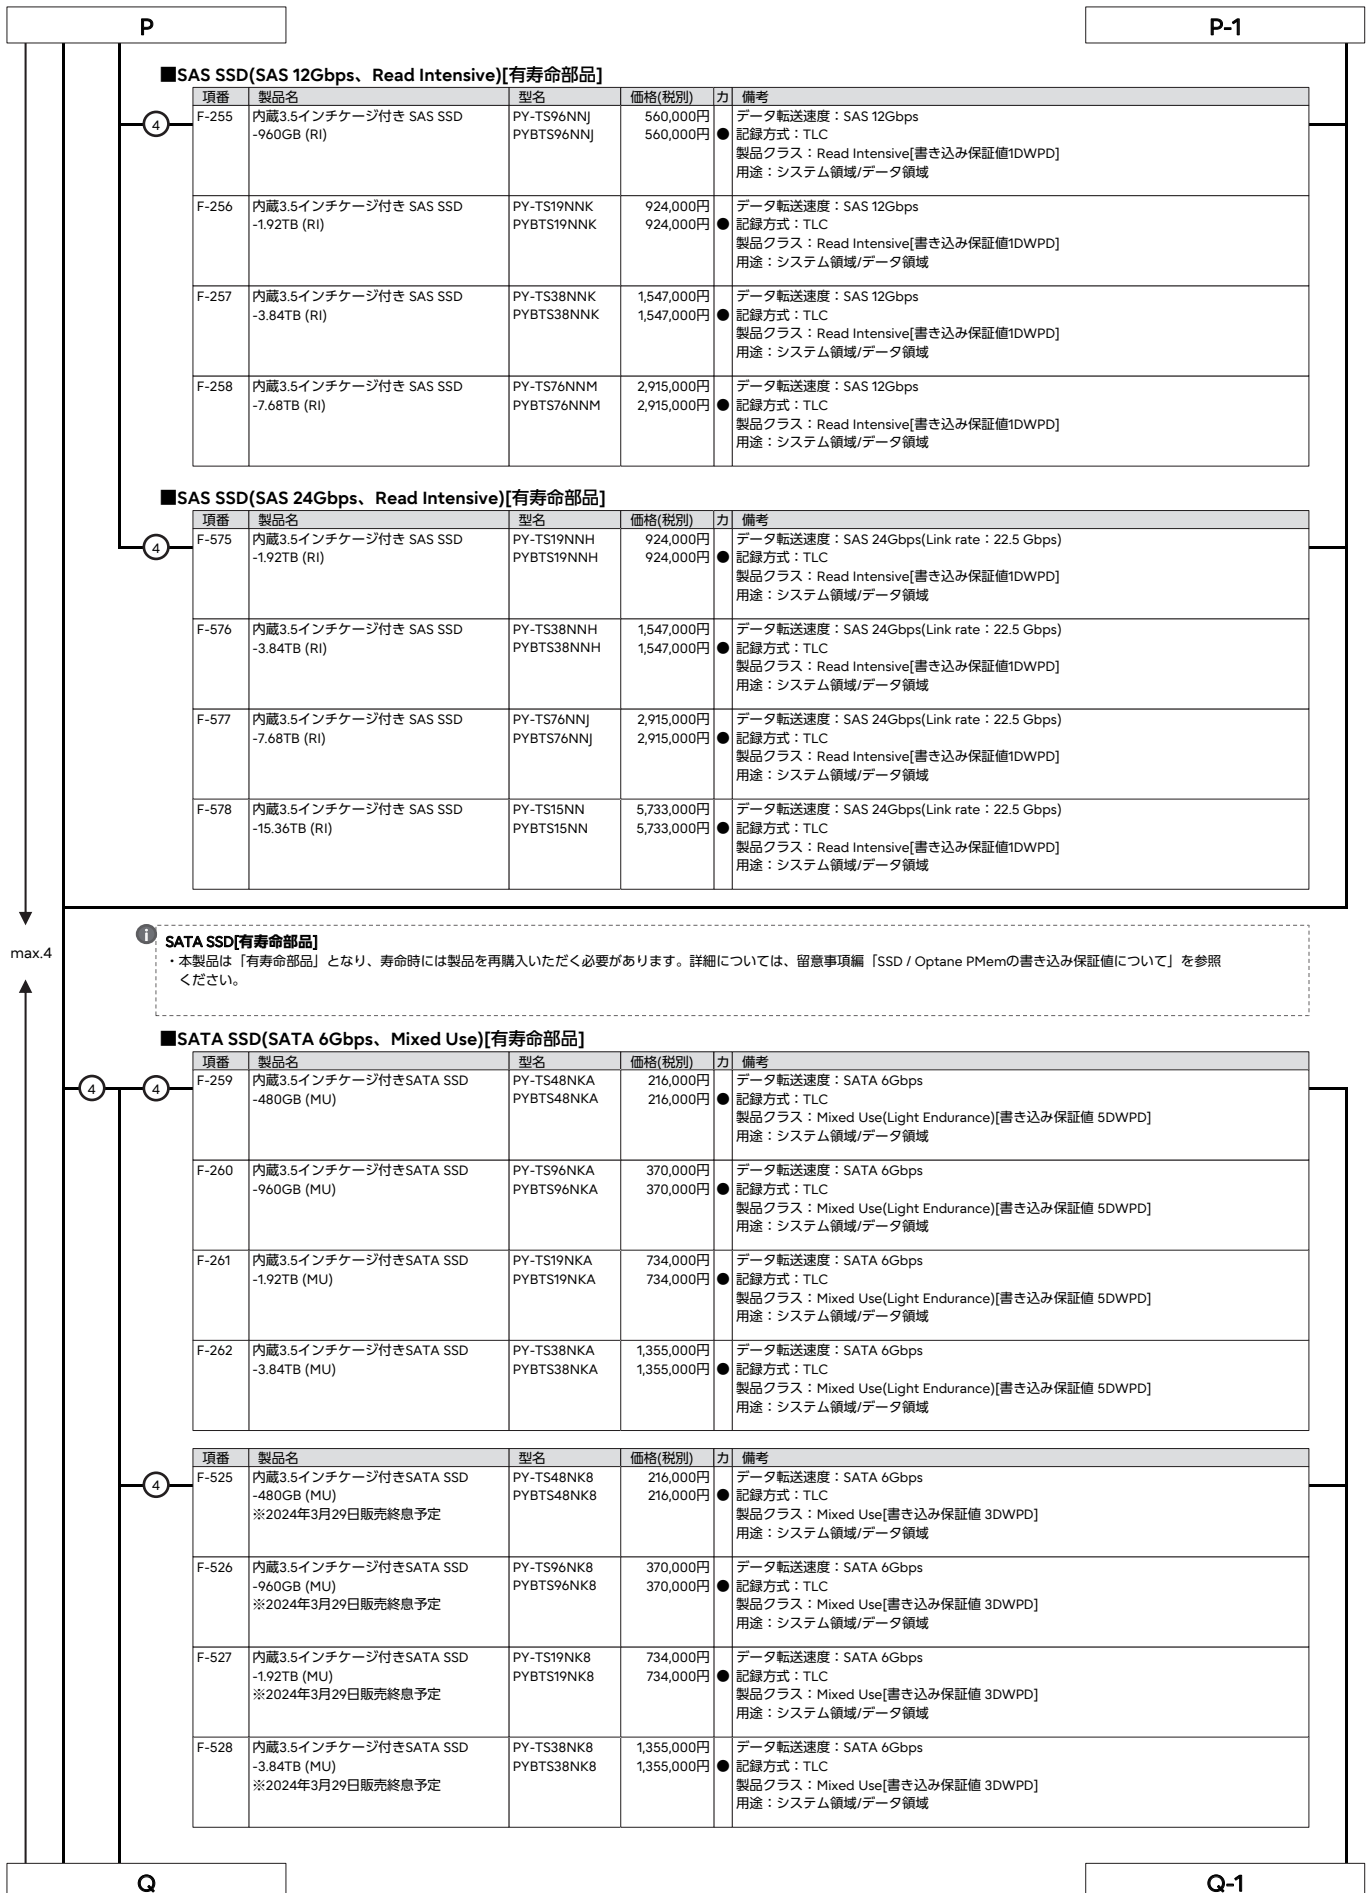 P
P-1
■SAS SSD(SAS 12Gbps、Read Intensive)[有寿命部品]
項番 製品名 型名 価格(税別) カ 備考
4
F-255 内蔵3.5インチケージ付き SAS SSD PY-TS96NNJ 560,000円 データ転送速度：SAS 12Gbps
-960GB (RI) PYBTS96NNJ 560,000円 ● 記録方式：TLC
製品クラス：Read Intensive[書き込み保証値1DWPD]
用途：システム領域/データ領域
F-256 内蔵3.5インチケージ付き SAS SSD PY-TS19NNK 924,000円 データ転送速度：SAS 12Gbps
-1.92TB (RI) PYBTS19NNK 924,000円 ● 記録方式：TLC
製品クラス：Read Intensive[書き込み保証値1DWPD]
用途：システム領域/データ領域
F-257 内蔵3.5インチケージ付き SAS SSD PY-TS38NNK 1,547,000円 データ転送速度：SAS 12Gbps
-3.84TB (RI) PYBTS38NNK 1,547,000円 ● 記録方式：TLC
製品クラス：Read Intensive[書き込み保証値1DWPD]
用途：システム領域/データ領域
F-258 内蔵3.5インチケージ付き SAS SSD PY-TS76NNM 2,915,000円 データ転送速度：SAS 12Gbps
-7.68TB (RI) PYBTS76NNM 2,915,000円 ● 記録方式：TLC
製品クラス：Read Intensive[書き込み保証値1DWPD]
用途：システム領域/データ領域
■SAS SSD(SAS 24Gbps、Read Intensive)[有寿命部品]
項番 製品名 型名 価格(税別) カ 備考
4
F-575 内蔵3.5インチケージ付き SAS SSD PY-TS19NNH 924,000円 データ転送速度：SAS 24Gbps(Link rate：22.5 Gbps)
-1.92TB (RI) PYBTS19NNH 924,000円 ● 記録方式：TLC
製品クラス：Read Intensive[書き込み保証値1DWPD]
用途：システム領域/データ領域
F-576 内蔵3.5インチケージ付き SAS SSD PY-TS38NNH 1,547,000円 データ転送速度：SAS 24Gbps(Link rate：22.5 Gbps)
-3.84TB (RI) PYBTS38NNH 1,547,000円 ● 記録方式：TLC
製品クラス：Read Intensive[書き込み保証値1DWPD]
用途：システム領域/データ領域
F-577 内蔵3.5インチケージ付き SAS SSD PY-TS76NNJ 2,915,000円 データ転送速度：SAS 24Gbps(Link rate：22.5 Gbps)
-7.68TB (RI) PYBTS76NNJ 2,915,000円 ● 記録方式：TLC
製品クラス：Read Intensive[書き込み保証値1DWPD]
用途：システム領域/データ領域
F-578 内蔵3.5インチケージ付き SAS SSD PY-TS15NN 5,733,000円 データ転送速度：SAS 24Gbps(Link rate：22.5 Gbps)
-15.36TB (RI) PYBTS15NN 5,733,000円 ● 記録方式：TLC
製品クラス：Read Intensive[書き込み保証値1DWPD]
用途：システム領域/データ領域
max.4
i
SATA SSD[有寿命部品]
・本製品は「有寿命部品」となり、寿命時には製品を再購入いただく必要があります。詳細については、留意事項編「SSD / Optane PMemの書き込み保証値について」を参照
ください。
■SATA SSD(SATA 6Gbps、Mixed Use)[有寿命部品]
項番 製品名 型名 価格(税別) カ 備考
4 4
F-259 内蔵3.5インチケージ付きSATA SSD PY-TS48NKA 216,000円 データ転送速度：SATA 6Gbps
-480GB (MU) PYBTS48NKA 216,000円 ● 記録方式：TLC
製品クラス：Mixed Use(Light Endurance)[書き込み保証値 5DWPD]
用途：システム領域/データ領域
F-260 内蔵3.5インチケージ付きSATA SSD PY-TS96NKA 370,000円 データ転送速度：SATA 6Gbps
-960GB (MU) PYBTS96NKA 370,000円 ● 記録方式：TLC
製品クラス：Mixed Use(Light Endurance)[書き込み保証値 5DWPD]
用途：システム領域/データ領域
F-261 内蔵3.5インチケージ付きSATA SSD PY-TS19NKA 734,000円 データ転送速度：SATA 6Gbps
-1.92TB (MU) PYBTS19NKA 734,000円 ● 記録方式：TLC
製品クラス：Mixed Use(Light Endurance)[書き込み保証値 5DWPD]
用途：システム領域/データ領域
F-262 内蔵3.5インチケージ付きSATA SSD PY-TS38NKA 1,355,000円 データ転送速度：SATA 6Gbps
-3.84TB (MU) PYBTS38NKA 1,355,000円 ● 記録方式：TLC
製品クラス：Mixed Use(Light Endurance)[書き込み保証値 5DWPD]
用途：システム領域/データ領域
項番 製品名 型名 価格(税別) カ 備考
4
F-525 内蔵3.5インチケージ付きSATA SSD PY-TS48NK8 216,000円 データ転送速度：SATA 6Gbps
-480GB (MU) PYBTS48NK8 216,000円 ● 記録方式：TLC
※2024年3月29日販売終息予定 製品クラス：Mixed Use[書き込み保証値 3DWPD]
用途：システム領域/データ領域
F-526 内蔵3.5インチケージ付きSATA SSD PY-TS96NK8 370,000円 データ転送速度：SATA 6Gbps
-960GB (MU) PYBTS96NK8 370,000円 ● 記録方式：TLC
※2024年3月29日販売終息予定 製品クラス：Mixed Use[書き込み保証値 3DWPD]
用途：システム領域/データ領域
F-527 内蔵3.5インチケージ付きSATA SSD PY-TS19NK8 734,000円 データ転送速度：SATA 6Gbps
-1.92TB (MU) PYBTS19NK8 734,000円 ● 記録方式：TLC
※2024年3月29日販売終息予定 製品クラス：Mixed Use[書き込み保証値 3DWPD]
用途：システム領域/データ領域
F-528 内蔵3.5インチケージ付きSATA SSD PY-TS38NK8 1,355,000円 データ転送速度：SATA 6Gbps
-3.84TB (MU) PYBTS38NK8 1,355,000円 ● 記録方式：TLC
※2024年3月29日販売終息予定 製品クラス：Mixed Use[書き込み保証値 3DWPD]
用途：システム領域/データ領域
Q
Q-1